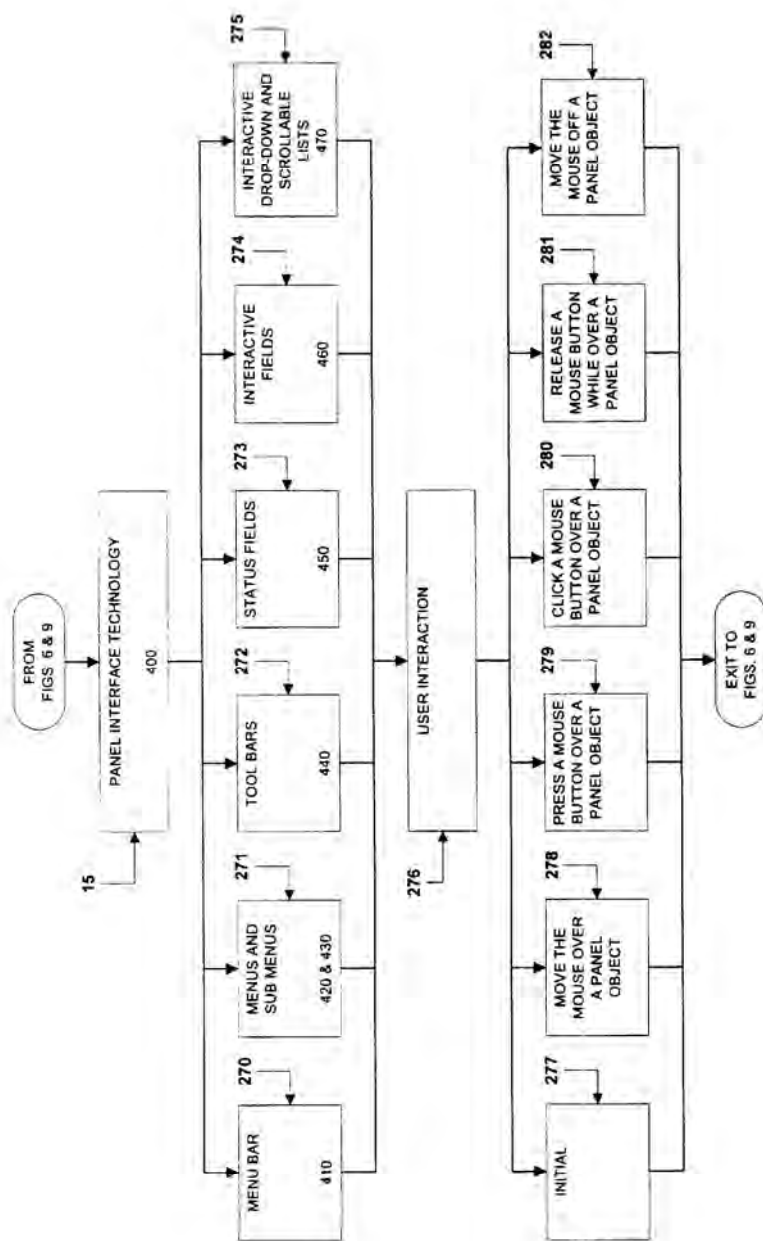 FROM
FIGS. 6 & 9
15
PANEL INTERFACE TECHNOLOGY
400
270
MENU BAR
410
271
MENUS AND
SUB MENUS
420 & 430
272
TOOL BARS
440
273
STATUS FIELDS
450
274
INTERACTIVE
FIELDS
460
275
INTERACTIVE
DROP-DOWN AND
SCROLLABLE
LISTS
470
276
USER INTERACTION
277
INITIAL
278
MOVE THE
MOUSE OVER
A PANEL
OBJECT
279
PRESS A MOUSE
BUTTON OVER A
PANEL OBJECT
280
CLICK A MOUSE
BUTTON OVER A
PANEL OBJECT
281
RELEASE A
MOUSE BUTTON
WHILE OVER A
PANEL OBJECT
282
MOVE THE
MOUSE OFF A
PANEL OBJECT
EXIT TO
FIGS. 6 & 9